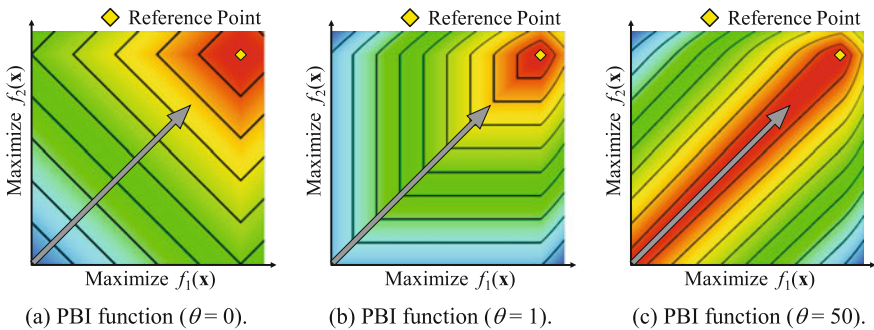 Reference Point
Reference Point
Reference Point
Maximize f₂(x)
Maximize f₂(x)
Maximize f₂(x)
Maximize f₁(x)
Maximize f₁(x)
Maximize f₁(x)
(a) PBI function (θ = 0).
(b) PBI function (θ = 1).
(c) PBI function (θ = 50).